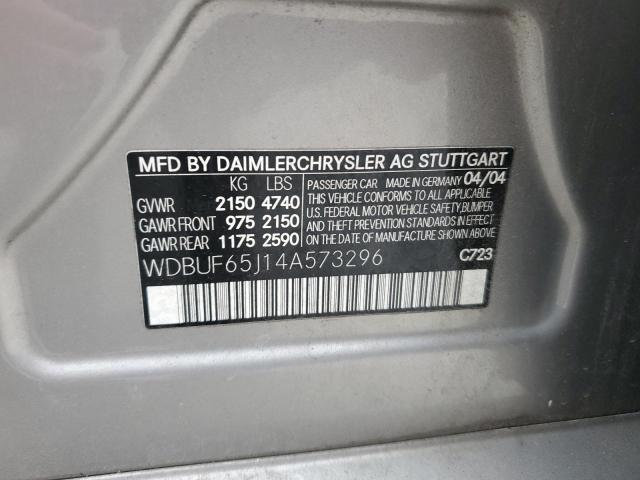 MFD BY DAIMLERCHRYSLER AG STUTTGART
KG LBS
GVWR 2150 4740
GAWR FRONT 975 2150
GAWR REAR 1175 2590
PASSENGER CAR MADE IN GERMANY 04/04
THIS VEHICLE CONFORMS TO ALL APPLICABLE
U.S. FEDERAL MOTOR VEHICLE SAFETY, BUMPER
AND THEFT PREVENTION STANDARDS IN EFFECT
ON THE DATE OF MANUFACTURE SHOWN ABOVE
WDBUF65J14A573296
C723